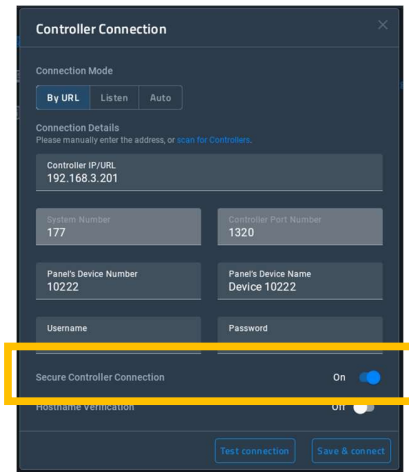 Controller Connection
Connection Mode
By URL Listen Auto
Connection Details
Please manually enter the address, or scan for Controllers.
Controller IP/URL
192.168.3.201
System Number Controller Port Number
177 1320
Panel's Device Number Panel's Device Name
10222 Device 10222
Username Password
Secure Controller Connection On
Hostname Verification Off
Test connection Save & connect